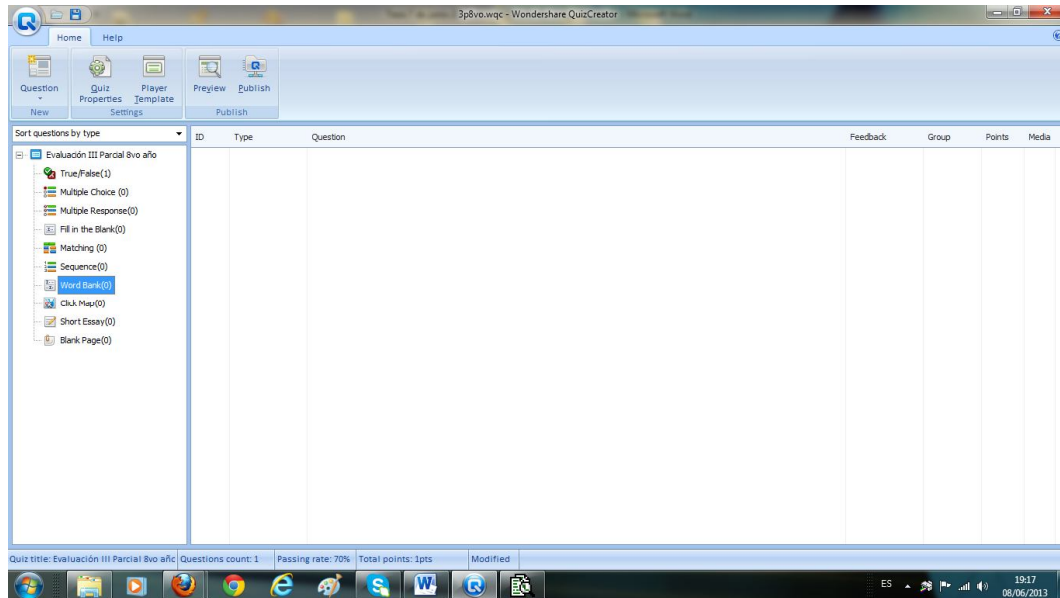 3p8vo.wqc - Wondershare QuizCreator
Home Help
Question Quiz Properties Player Template Preview Publish
New Settings Publish
Sort questions by type
ID Type Question Feedback Group Points Media
Evaluación III Parcial 8vo año
True/False(1)
Multiple Choice (0)
Multiple Response(0)
Fill in the Blank(0)
Matching (0)
Sequence(0)
Word Bank(0)
Click Map(0)
Short Essay(0)
Blank Page(0)
Quiz title: Evaluación III Parcial 8vo añc Questions count: 1 Passing rate: 70% Total points: 1pts Modified
ES 19:17
08/06/2013